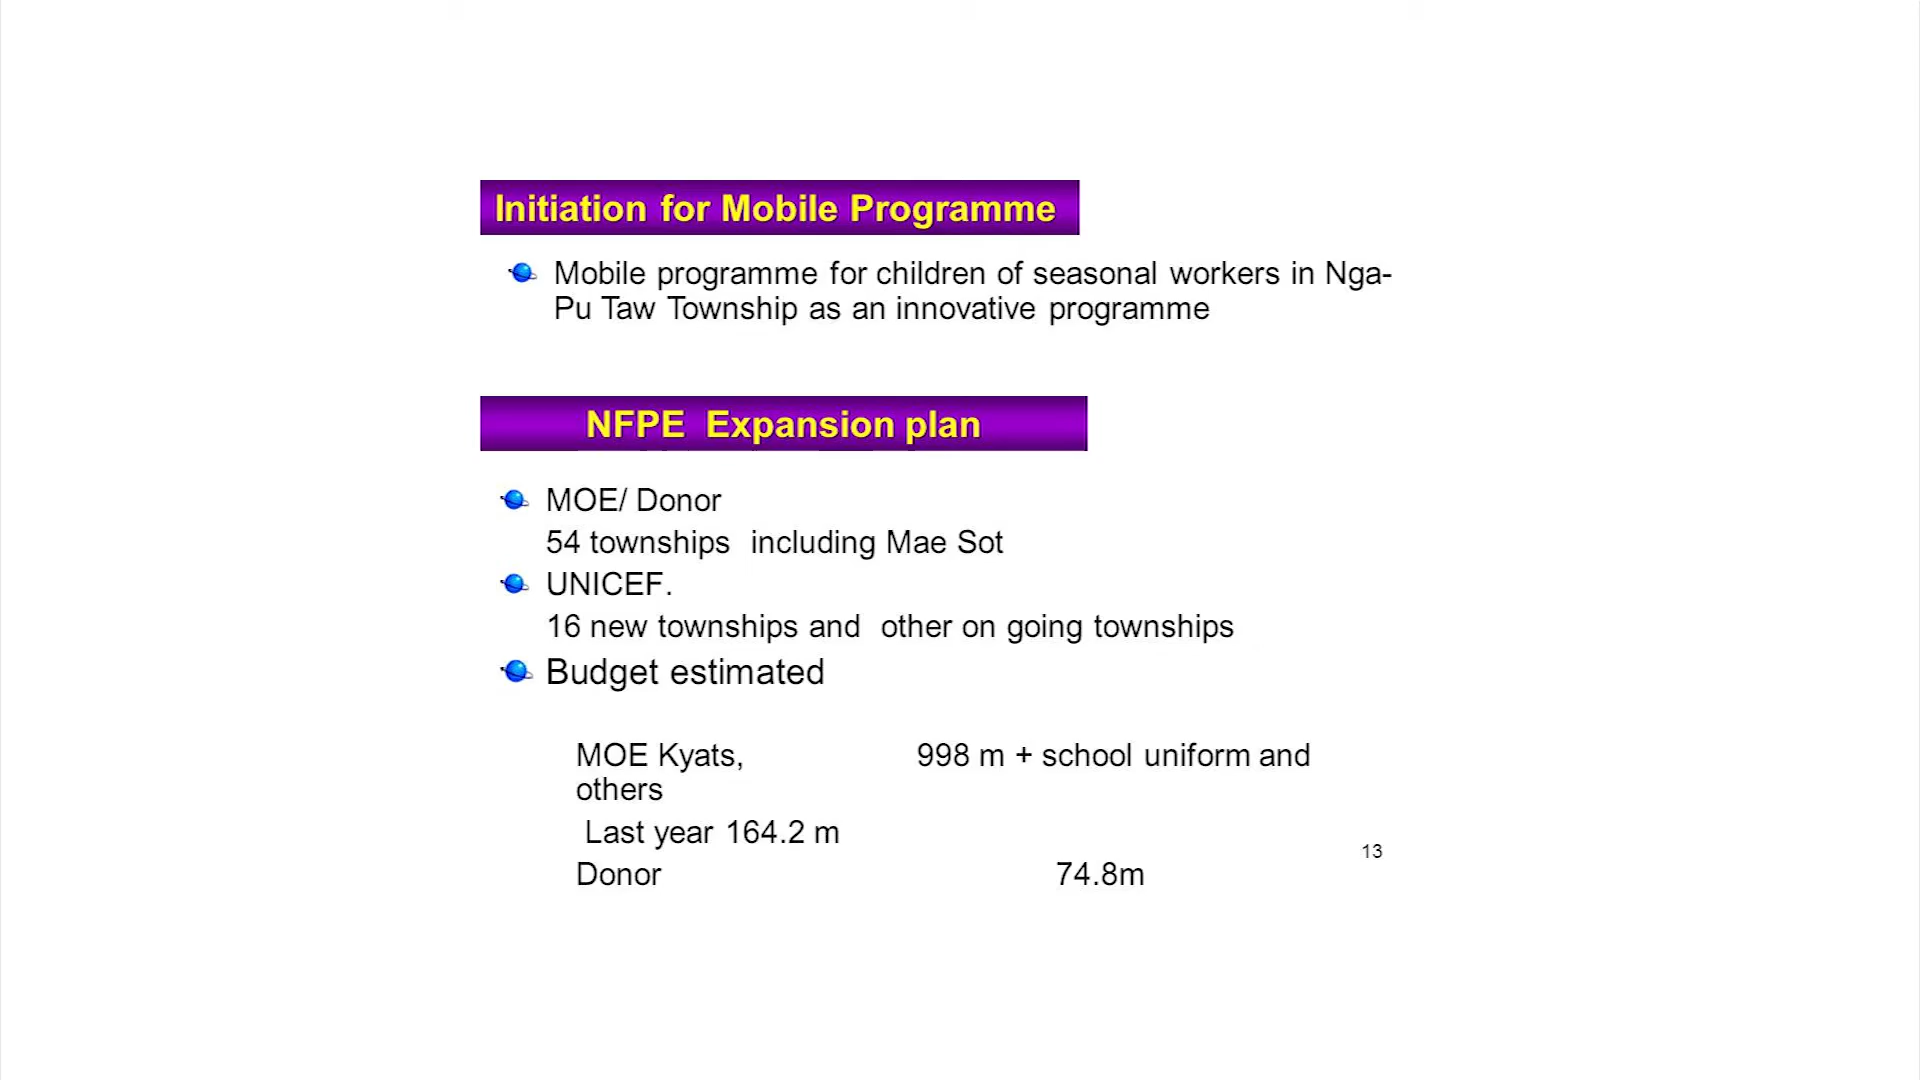 Initiation for Mobile Programme
Mobile programme for children of seasonal workers in Nga-
Pu Taw Township as an innovative programme
NFPE Expansion plan
MOE/ Donor
54 townships including Mae Sot
UNICEF.
16 new townships and other on going townships
Budget estimated
MOE Kyats, 998 m + school uniform and
others
Last year 164.2 m
13
Donor 74.8m